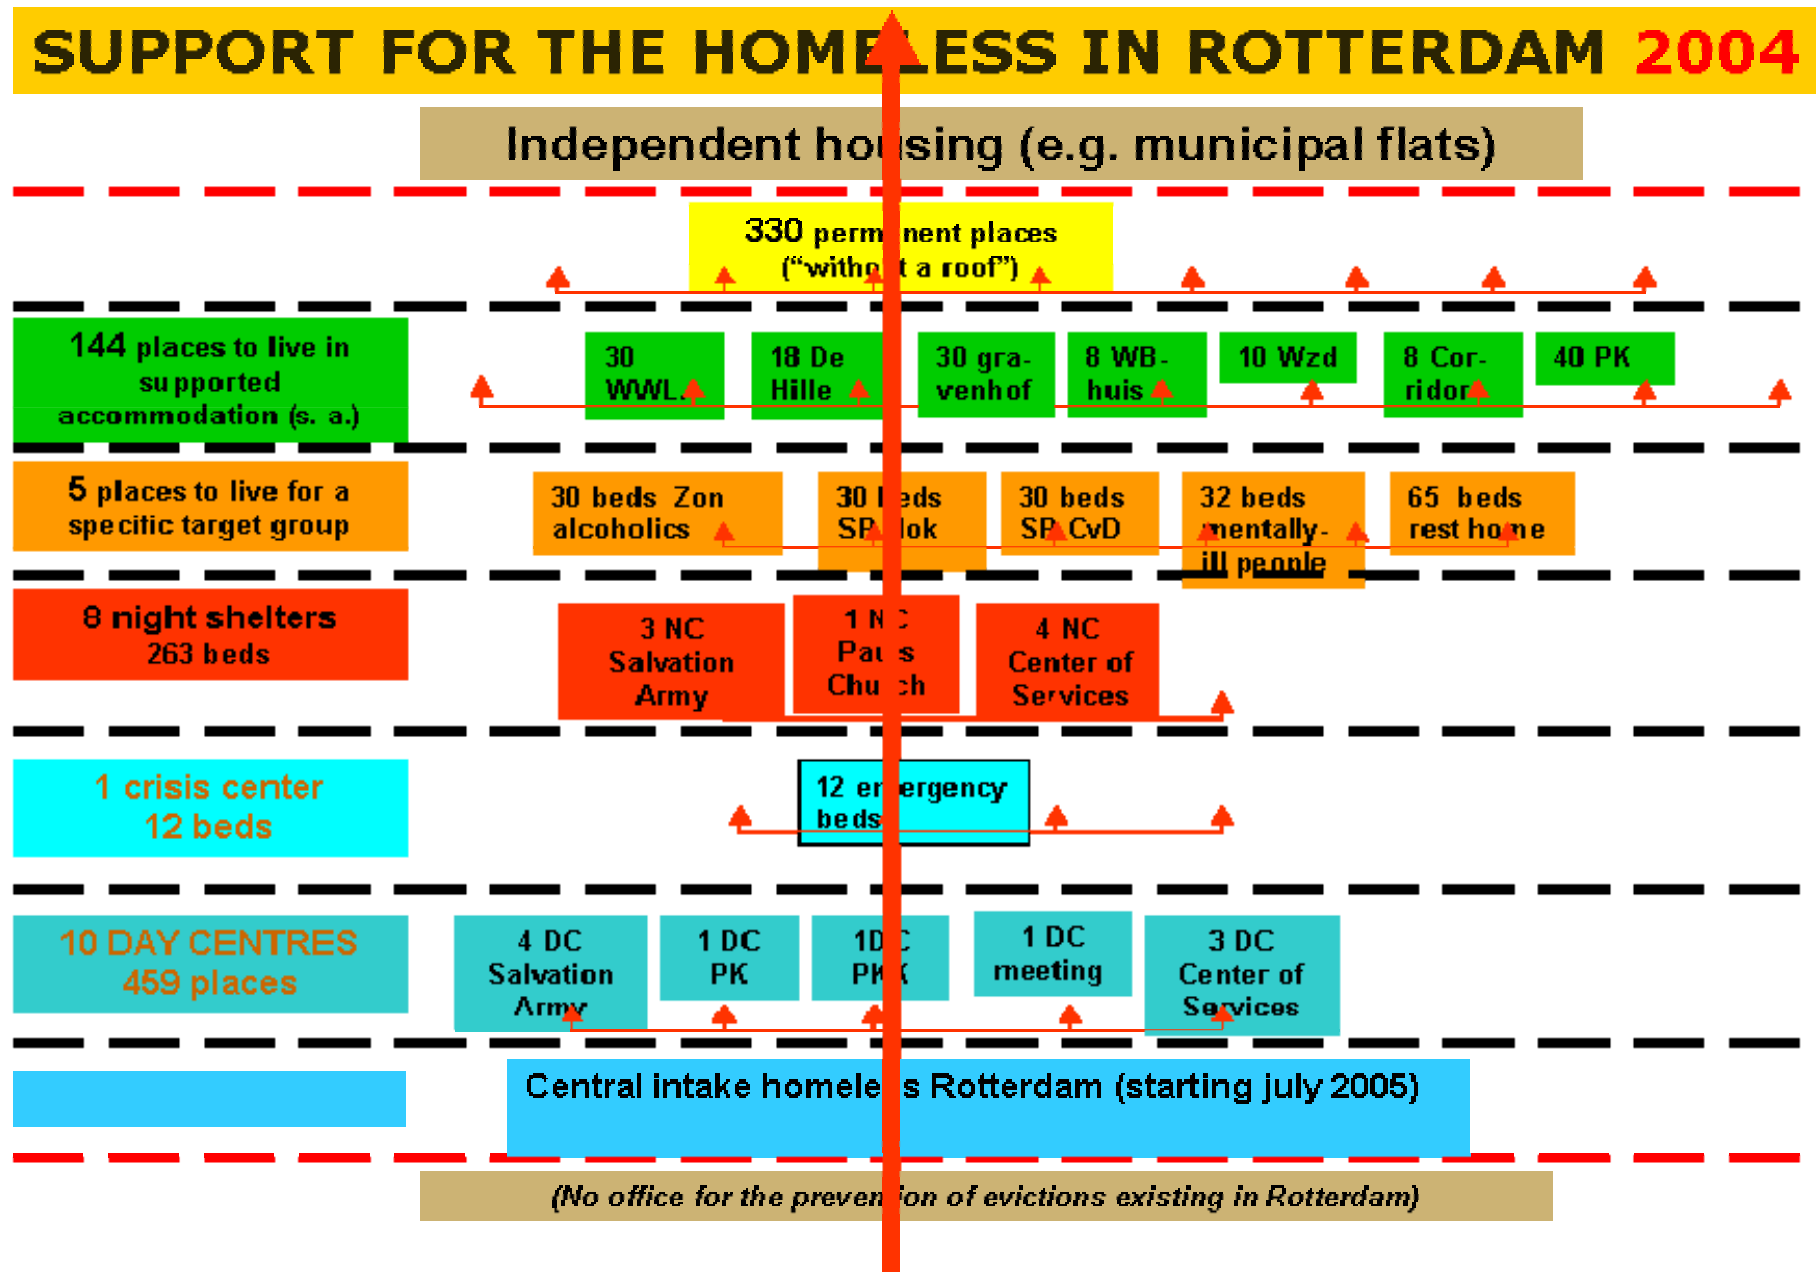 SUPPORT FOR THE HOMELESS IN ROTTERDAM 2004
Independent housing (e.g. municipal flats)
330 permanent places
(“without a roof”)
144 places to live in
supported
accommodation (s. a.)
30
WWL.
18 De
Hille
30 gra-
venhof
8 WB-
huis
10 Wzd
8 Cor-
ridor
40 PK
5 places to live for a
specific target group
30 beds Zon
alcoholics
30 beds
30 beds
CvD
32 beds
mentally-
ill people
65 beds
rest home
8 night shelters
263 beds
3 NC
Salvation
Army
1 NC
Pauls
Church
4 NC
Center of
Services
1 crisis center
12 beds
12 emergency
beds
10 DAY CENTRES
459 places
4 DC
Salvation
Army
1 DC
PK
1DC
1 DC
meeting
3 DC
Center of
Services
Central intake homeless Rotterdam (starting july 2005)
(No office for the prevention of evictions existing in Rotterdam)